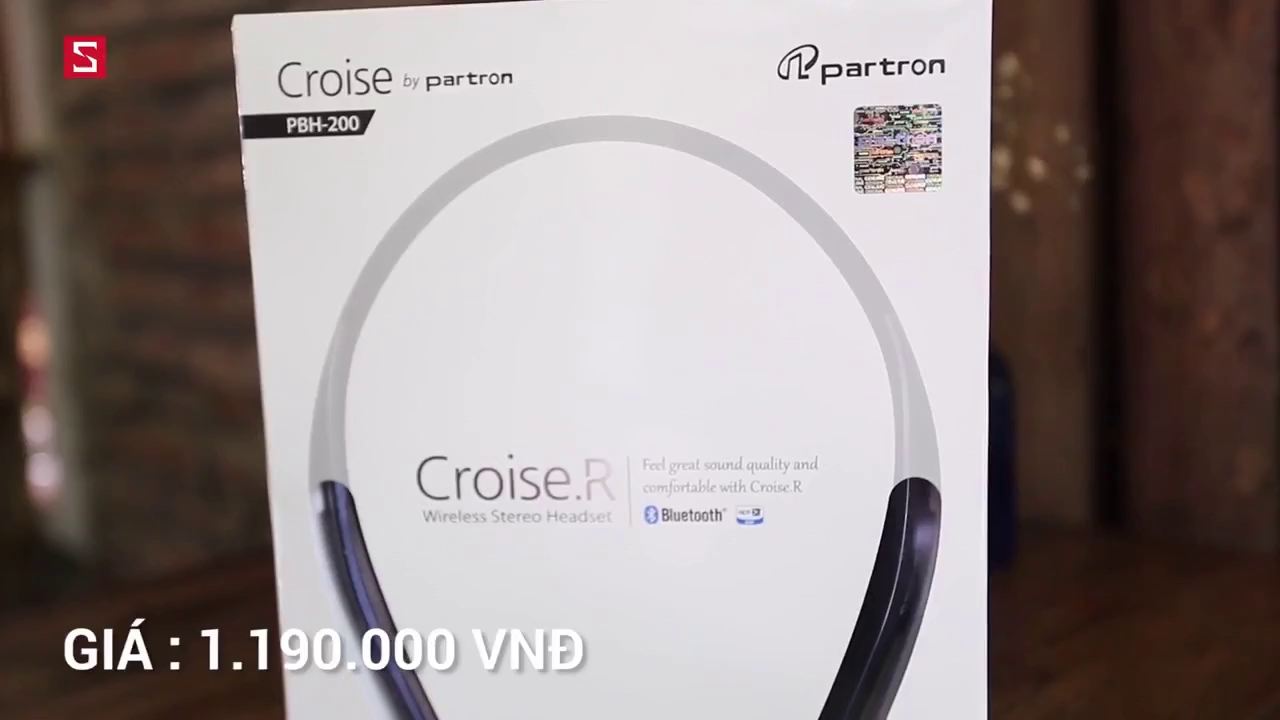 S
Croise by partron
partron
PBH-200
Croise.R
Wireless Stereo Headset
Feel great sound quality and
comfortable with Croise.R
Bluetooth
GIÁ : 1.190.000 VNĐ